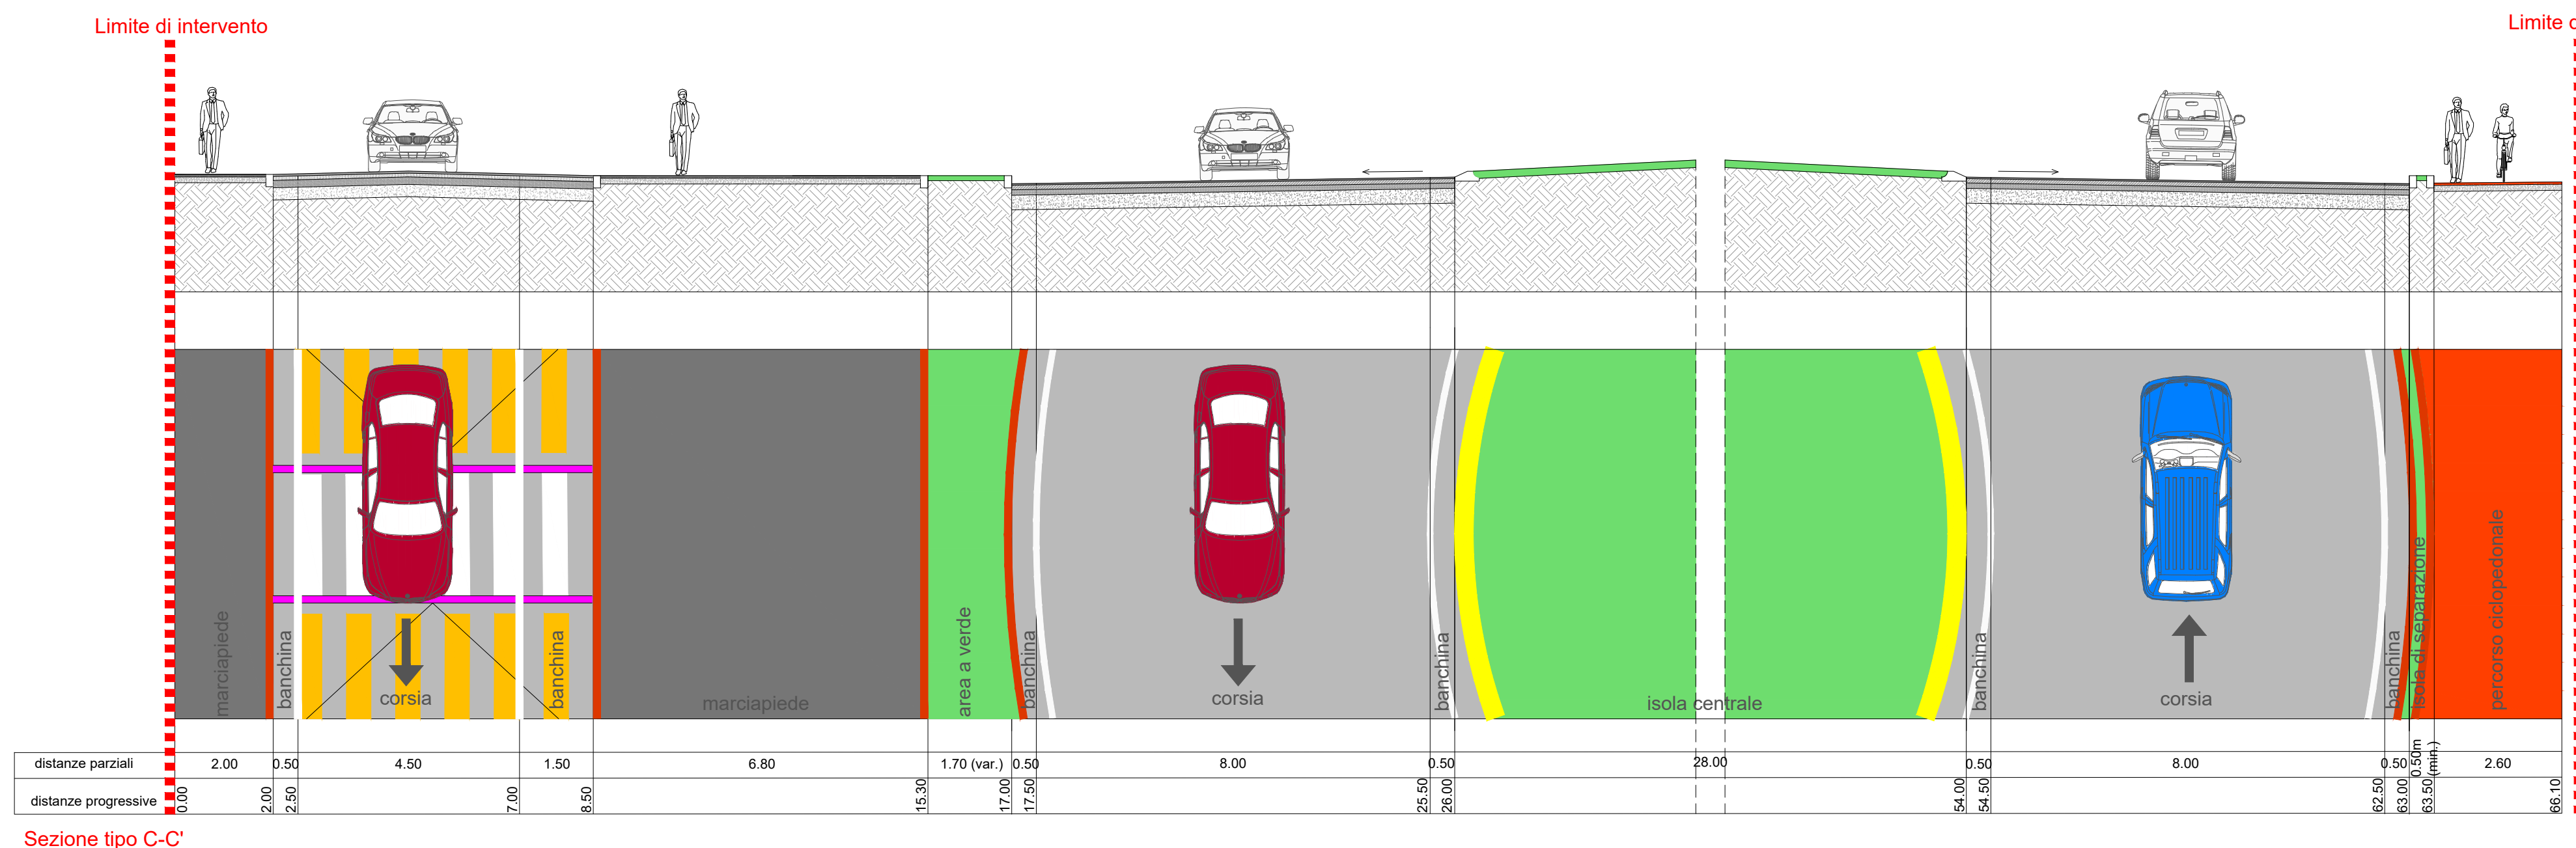 Limite di intervento
Limite
marciapiede
banchina
corsia
banchina
marciapiede
area a verde
banchina
corsia
banchina
isola centrale
banchina
corsia
banchina
isola di separazione
percorso ciclopedonale
distanze parziali 2.00 0.50 4.50 1.50 6.80 1.70 (var.) 0.50 8.00 0.50 28.00 0.50 8.00 0.50 0.50m (min.) 2.60
distanze progressive 0.00 2.00 2.50 7.00 8.50 15.30 17.00 17.50 25.50 26.00 54.00 54.50 62.50 63.00 63.50 66.10
Sezione tipo C-C'